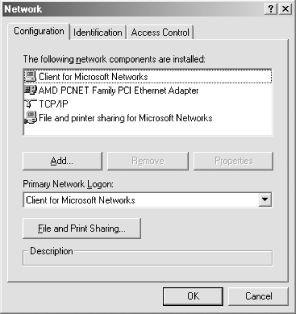 Network
Configuration Identification Access Control
The following network components are installed:
Client for Microsoft Networks
AMD PCNET Family PCI Ethernet Adapter
TCP/IP
File and printer sharing for Microsoft Networks
Add... Remove Properties
Primary Network Logon:
Client for Microsoft Networks
File and Print Sharing...
Description
OK Cancel